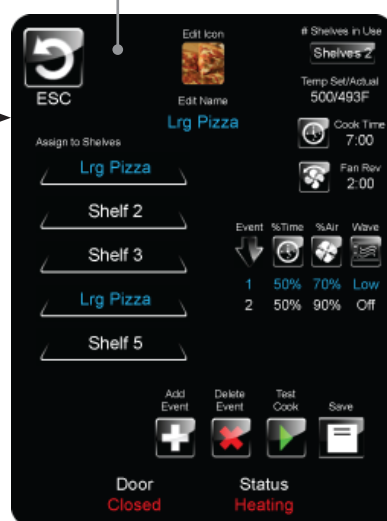 ESC
Edit Icon
Edit Name
Lrg Pizza
# Shelves in Use
Shelves 2
Temp Set/Actual
500/493F
Cook Time
7:00
Fan Rev
2:00
Assign to Shelves
Lrg Pizza
Shelf 2
Shelf 3
Lrg Pizza
Shelf 5
Event %Time %Air Wave
1 50% 70% Low
2 50% 90% Off
Add Event
Delete Event
Test Cook
Save
Door
Closed
Status
Heating